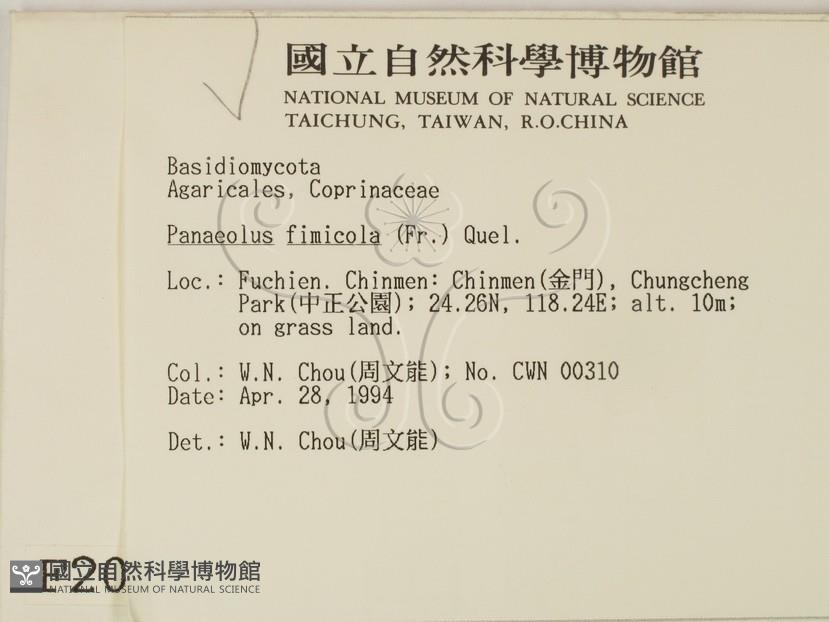 國立自然科學博物館
NATIONAL MUSEUM OF NATURAL SCIENCE
TAICHUNG, TAIWAN, R.O.CHINA
Basidiomycota
Agaricales, Coprinaceae
Panaeolus fimicola (Fr.) Quel.
Loc.: Fuchien. Chinmen: Chinmen(金門), Chungcheng
Park(中正公園); 24.26N, 118.24E; alt. 10m;
on grass land.
Col.: W.N. Chou(周文能); No. CWN 00310
Date: Apr. 28, 1994
Det.: W.N. Chou(周文能)
國立自然科學博物館
NATIONAL MUSEUM OF NATURAL SCIENCE